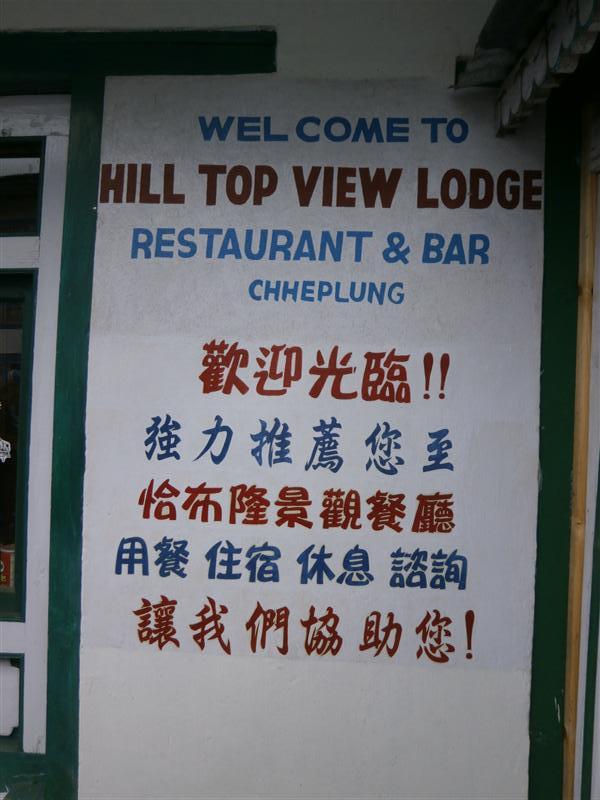 WELCOME TO
HILL TOP VIEW LODGE
RESTAURANT & BAR
CHHEPLUNG
歡迎光臨!!
強力推薦您至
恰布隆景觀餐廳
用餐 住宿 休息 諮詢
讓我們協助您!